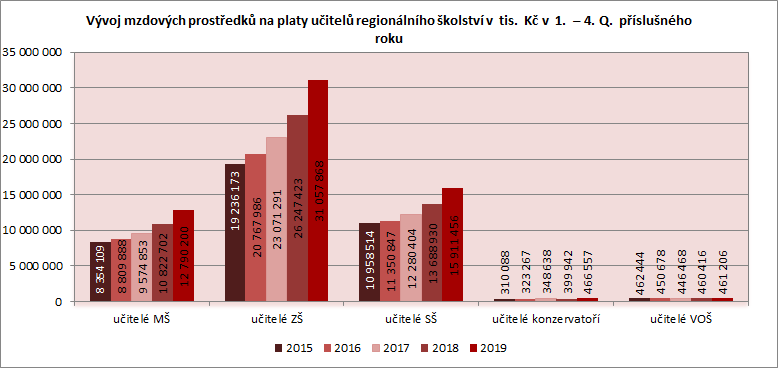 Vývoj mzdových prostředků na platy učitelů regionálního školství v tis. Kč v 1. – 4. Q. příslušného
roku
35 000 000
30 000 000
25 000 000
20 000 000
15 000 000
10 000 000
5 000 000
0
8 354 109
8 809 888
9 574 853
10 822 702
12 790 200
19 236 173
20 767 986
23 071 291
26 247 423
31 057 868
10 958 514
11 350 847
12 280 404
13 688 930
15 911 456
310 088
323 267
348 638
399 942
466 557
462 444
450 678
446 468
460 416
461 206
učitelé MŠ
učitelé ZŠ
učitelé SŠ
učitelé konzervatoří
učitelé VOŠ
2015
2016
2017
2018
2019